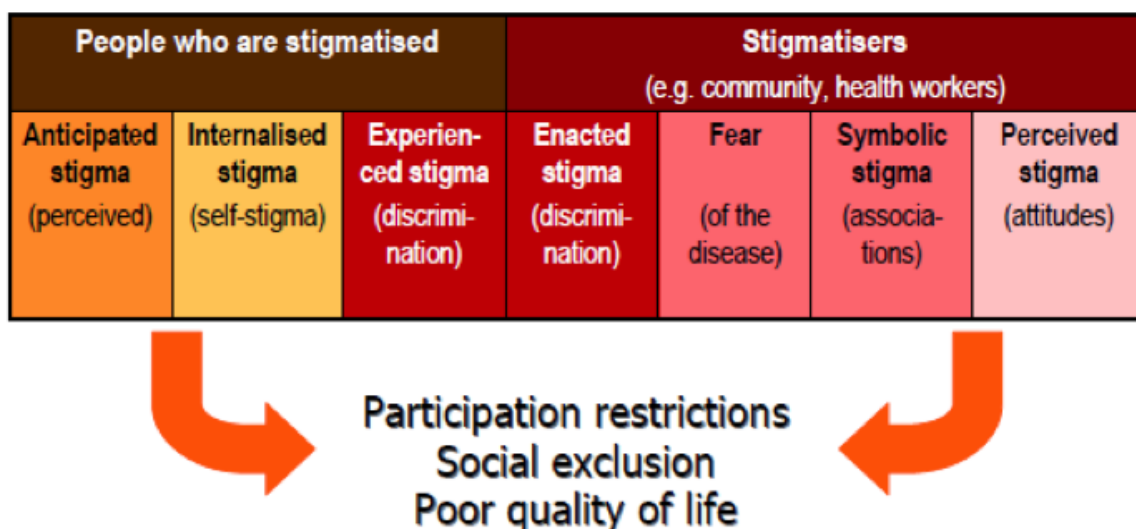 People who are stigmatised
Stigmatisers
(e.g. community, health workers)
Anticipated
stigma
(perceived)
Internalised
stigma
(self-stigma)
Experien-
ced stigma
(discrimi-
nation)
Enacted
stigma
(discrimi-
nation)
Fear
(of the
disease)
Symbolic
stigma
(associa-
tions)
Perceived
stigma
(attitudes)
Participation restrictions
Social exclusion
Poor quality of life